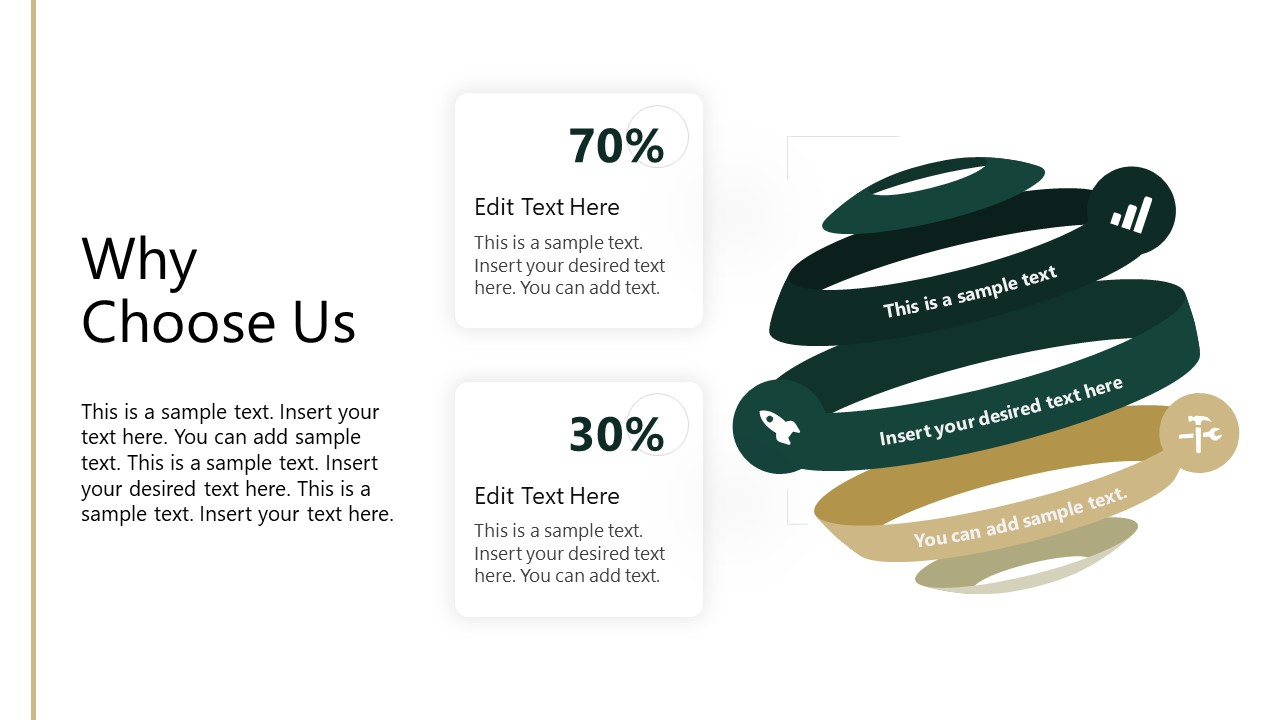 Why
Choose Us
This is a sample text. Insert your
text here. You can add sample
text. This is a sample text. Insert
your desired text here. This is a
sample text. Insert your text here.
70%
Edit Text Here
This is a sample text.
Insert your desired text
here. You can add text.
30%
Edit Text Here
This is a sample text.
Insert your desired text
here. You can add text.
This is a sample text
Insert your desired text here
You can add sample text.